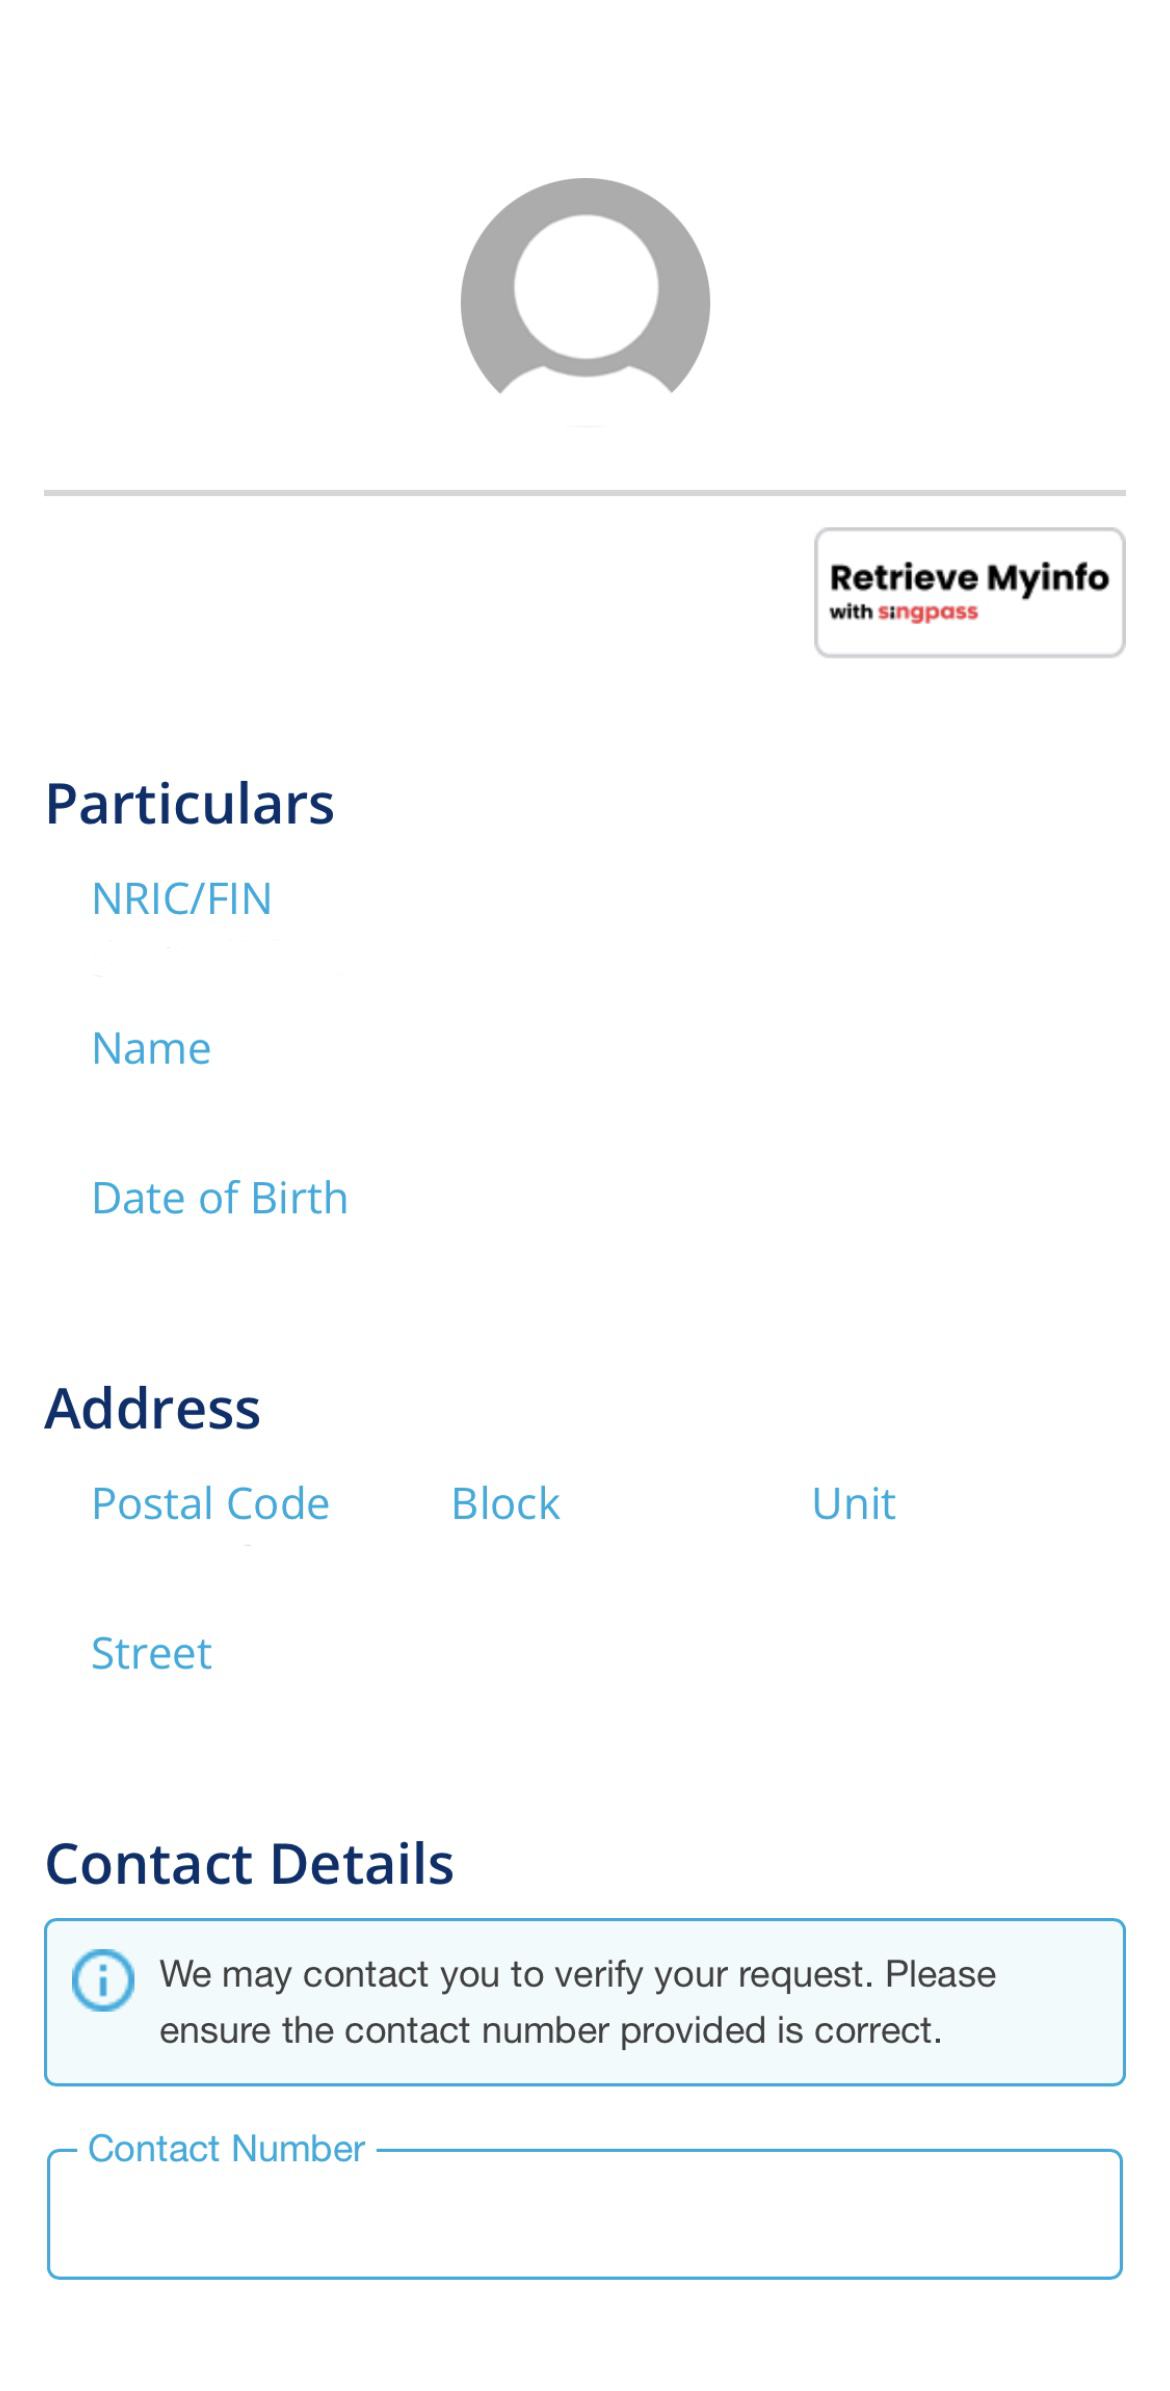 Retrieve Myinfo
with singpass
Particulars
NRIC/FIN
Name
Date of Birth
Address
Postal Code Block Unit
Street
Contact Details
We may contact you to verify your request. Please
ensure the contact number provided is correct.
Contact Number